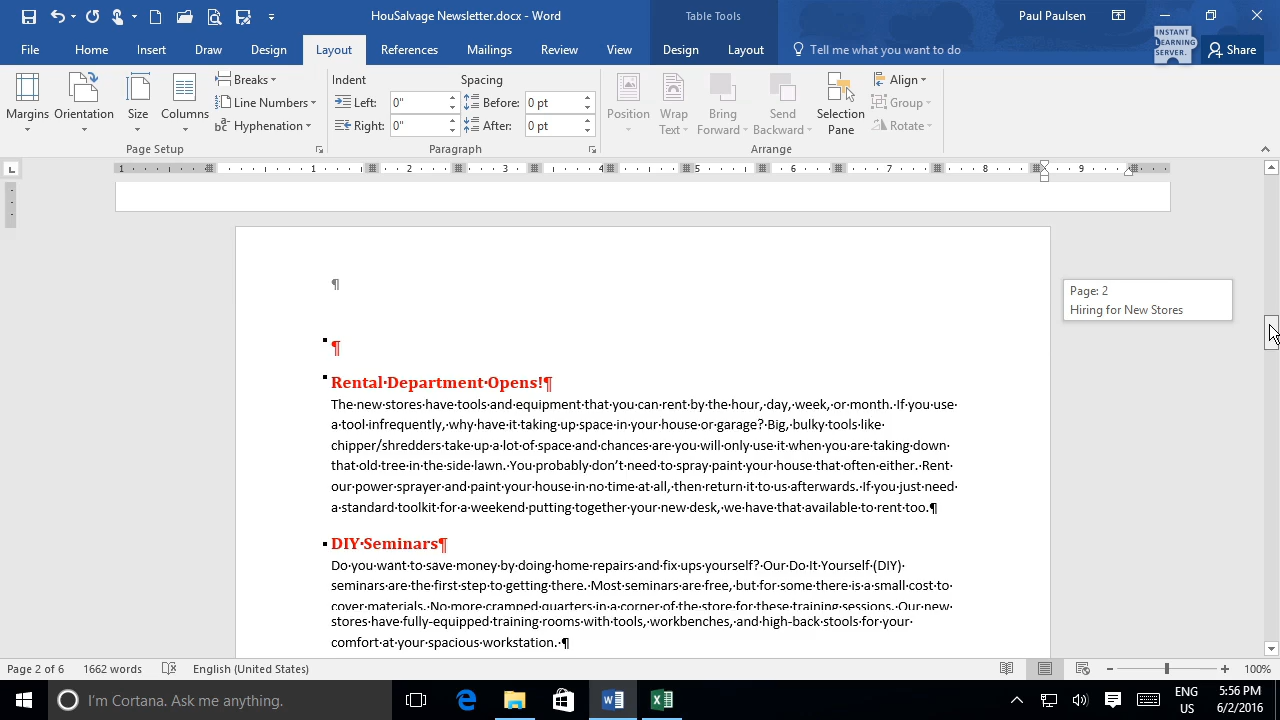 HouSalvage Newsletter.docx - Word
Table Tools
Paul Paulsen
File Home Insert Draw Design Layout References Mailings Review View Design Layout Tell me what you want to do Share
INSTANT LEARNING SERVER.
Margins
Orientation
Size
Columns
Breaks
Line Numbers
Hyphenation
Page Setup
Indent
Left: 0"
Right: 0"
Spacing
Before: 0 pt
After: 0 pt
Paragraph
Position
Wrap Text
Bring Forward
Send Backward
Selection Pane
Align
Group
Rotate
Arrange
1 1 2 3 4 5 6 7 8 9
¶
¶
Page: 2
Hiring for New Stores
Rental·Department·Opens!¶
The·new·stores·have·tools·and·equipment·that·you·can·rent·by·the·hour,·day,·week,·or·month.·If·you·use·
a·tool·infrequently,·why·have·it·taking·up·space·in·your·house·or·garage?·Big,·bulky·tools·like·
chipper/shredders·take·up·a·lot·of·space·and·chances·are·you·will·only·use·it·when·you·are·taking·down·
that·old·tree·in·the·side·lawn.·You·probably·don't·need·to·spray·paint·your·house·that·often·either.·Rent·
our·power·sprayer·and·paint·your·house·in·no·time·at·all,·then·return·it·to·us·afterwards.·If·you·just·need·
a·standard·toolkit·for·a·weekend·putting·together·your·new·desk,·we·have·that·available·to·rent·too.¶
DIY·Seminars¶
Do·you·want·to·save·money·by·doing·home·repairs·and·fix·ups·yourself?·Our·Do·It·Yourself·(DIY)·
seminars·are·the·first·step·to·getting·there.·Most·seminars·are·free,·but·for·some·there·is·a·small·cost·to·
cover·materials.·No·more·cramped·quarters·in·a·corner·of·the·store·for·these·training·sessions.·Our·new·
stores·have·fully-equipped·training·rooms·with·tools,·workbenches,·and·high-back·stools·for·your·
comfort·at·your·spacious·workstation.·¶
Page 2 of 6 1662 words English (United States) 100%
I'm Cortana. Ask me anything.
ENG
US
5:56 PM
6/2/2016